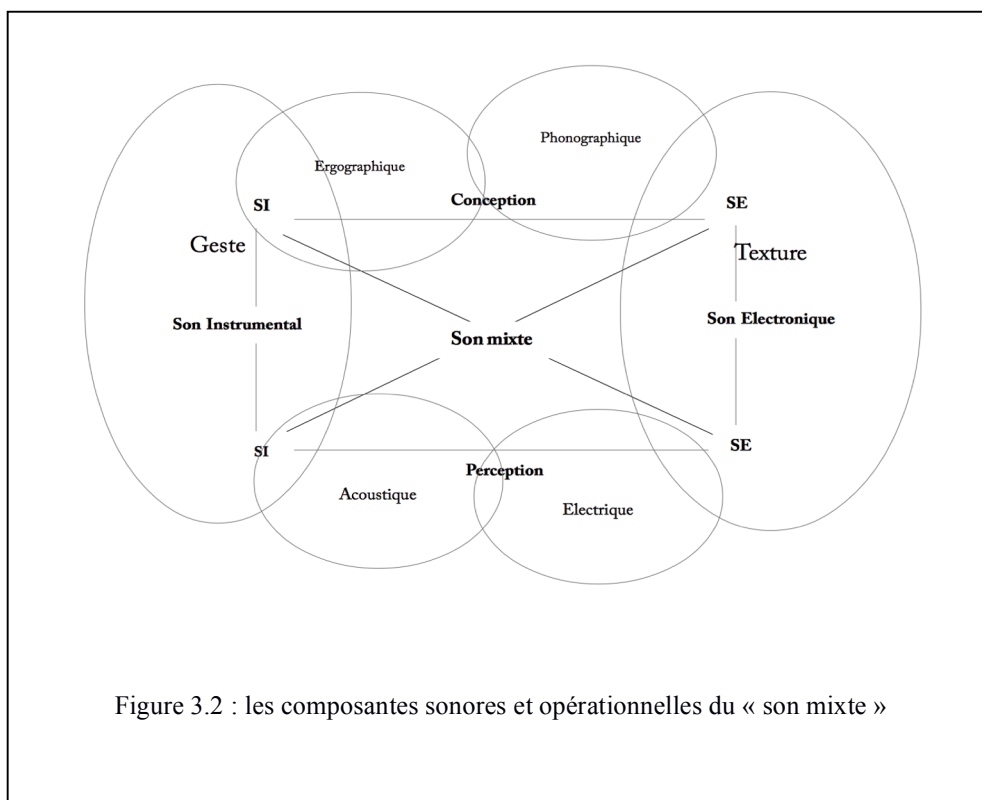 Phonographique
Ergographique
Conception
SI
SE
Geste
Texture
Son Instrumental
Son mixte
Son Electronique
SI
SE
Perception
Acoustique
Electrique
Figure 3.2 : les composantes sonores et opérationnelles du « son mixte »